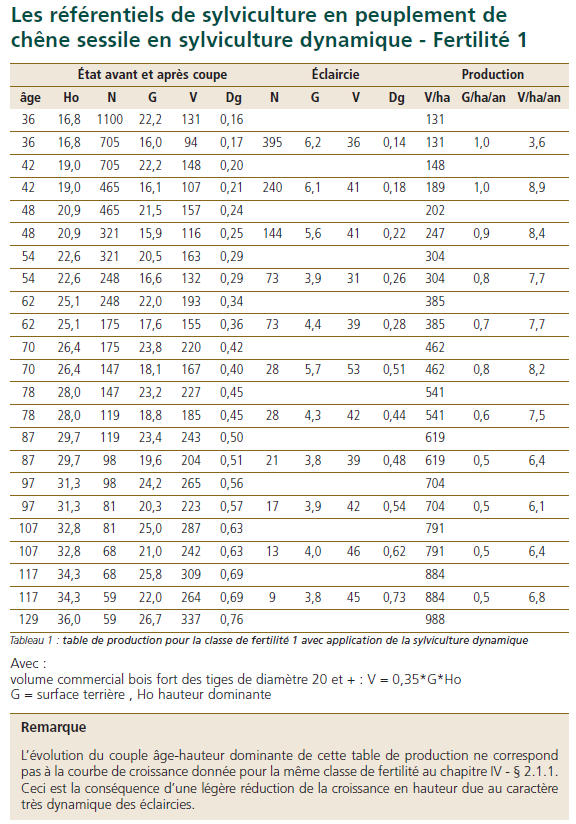 Les référentiels de sylviculture en peuplement de
chêne sessile en sylviculture dynamique - Fertilité 1
État avant et après coupe Éclaircie Production
âge Ho N G V Dg N G V Dg V/ha G/ha/an V/ha/an
36 16,8 1100 22,2 131 0,16 131
36 16,8 705 16,0 94 0,17 395 6,2 36 0,14 131 1,0 3,6
42 19,0 705 22,2 148 0,20 148
42 19,0 465 16,1 107 0,21 240 6,1 41 0,18 189 1,0 8,9
48 20,9 465 21,5 157 0,24 202
48 20,9 321 15,9 116 0,25 144 5,6 41 0,22 247 0,9 8,4
54 22,6 321 20,5 163 0,29 304
54 22,6 248 16,6 132 0,29 73 3,9 31 0,26 304 0,8 7,7
62 25,1 248 22,0 193 0,34 385
62 25,1 175 17,6 155 0,36 73 4,4 39 0,28 385 0,7 7,7
70 26,4 175 23,8 220 0,42 462
70 26,4 147 18,1 167 0,40 28 5,7 53 0,51 462 0,8 8,2
78 28,0 147 23,2 227 0,45 541
78 28,0 119 18,8 185 0,45 28 4,3 42 0,44 541 0,6 7,5
87 29,7 119 23,4 243 0,50 619
87 29,7 98 19,6 204 0,51 21 3,8 39 0,48 619 0,5 6,4
97 31,3 98 24,2 265 0,56 704
97 31,3 81 20,3 223 0,57 17 3,9 42 0,54 704 0,5 6,1
107 32,8 81 25,0 287 0,63 791
107 32,8 68 21,0 242 0,63 13 4,0 46 0,62 791 0,5 6,4
117 34,3 68 25,8 309 0,69 884
117 34,3 59 22,0 264 0,69 9 3,8 45 0,73 884 0,5 6,8
129 36,0 59 26,7 337 0,76 988
Tableau 1 : table de production pour la classe de fertilité 1 avec application de la sylviculture dynamique
Avec :
volume commercial bois fort des tiges de diamètre 20 et + : V = 0,35*G*Ho
G = surface terrière , Ho hauteur dominante
Remarque
L'évolution du couple âge-hauteur dominante de cette table de production ne correspond
pas à la courbe de croissance donnée pour la même classe de fertilité au chapitre IV - § 2.1.1.
Ceci est la conséquence d'une légère réduction de la croissance en hauteur due au caractère
très dynamique des éclaircies.